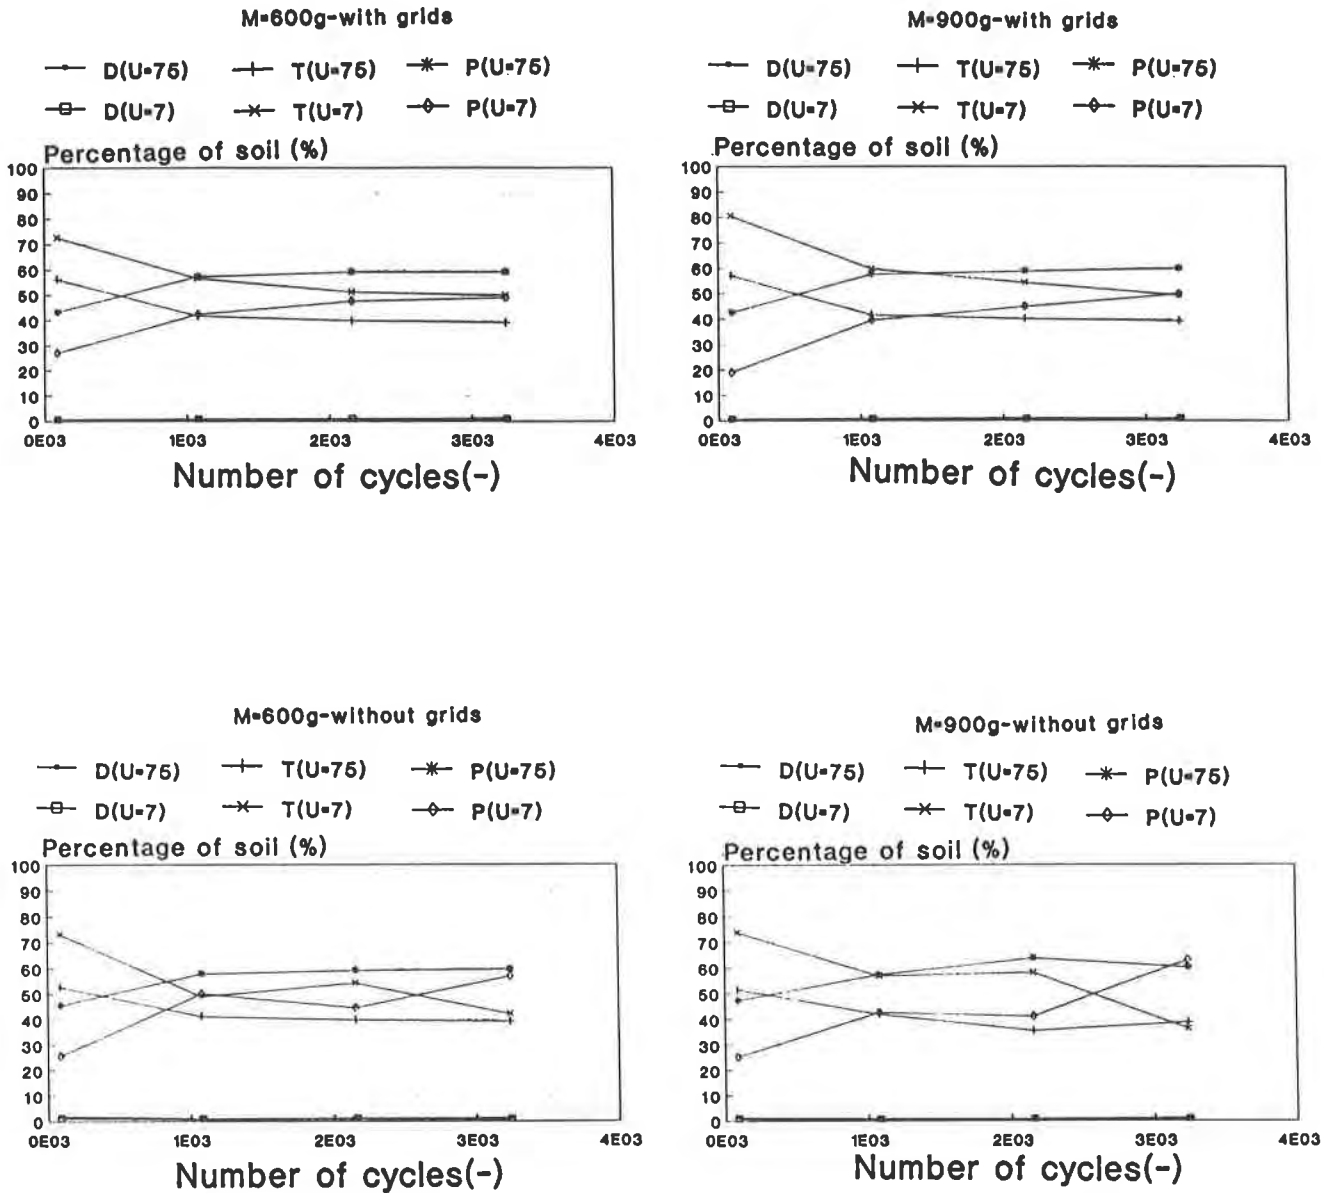 M=600g-with grids
D(U=75) T(U=75) P(U=75)
D(U=7) T(U=7) P(U=7)
Percentage of soil (%)
100
90
80
70
60
50
40
30
20
10
0
0E03 1E03 2E03 3E03 4E03
Number of cycles(-)
M=900g-with grids
D(U=75) T(U=75) P(U=75)
D(U=7) T(U=7) P(U=7)
Percentage of soil (%)
100
90
80
70
60
50
40
30
20
10
0
0E03 1E03 2E03 3E03 4E03
Number of cycles(-)
M=600g-without grids
D(U=75) T(U=75) P(U=75)
D(U=7) T(U=7) P(U=7)
Percentage of soil (%)
100
90
80
70
60
50
40
30
20
10
0
0E03 1E03 2E03 3E03 4E03
Number of cycles(-)
M=900g-without grids
D(U=75) T(U=75) P(U=75)
D(U=7) T(U=7) P(U=7)
Percentage of soil (%)
100
90
80
70
60
50
40
30
20
10
0
0E03 1E03 2E03 3E03 4E03
Number of cycles(-)